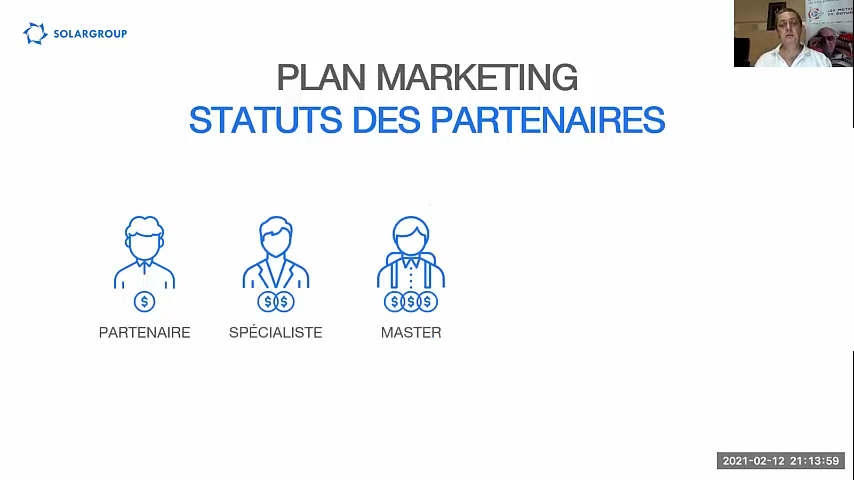 SOLARGROUP
PLAN MARKETING
STATUTS DES PARTENAIRES
$
$ $
$ $ $
PARTENAIRE
SPÉCIALISTE
MASTER
2021-02-12 21:13:59